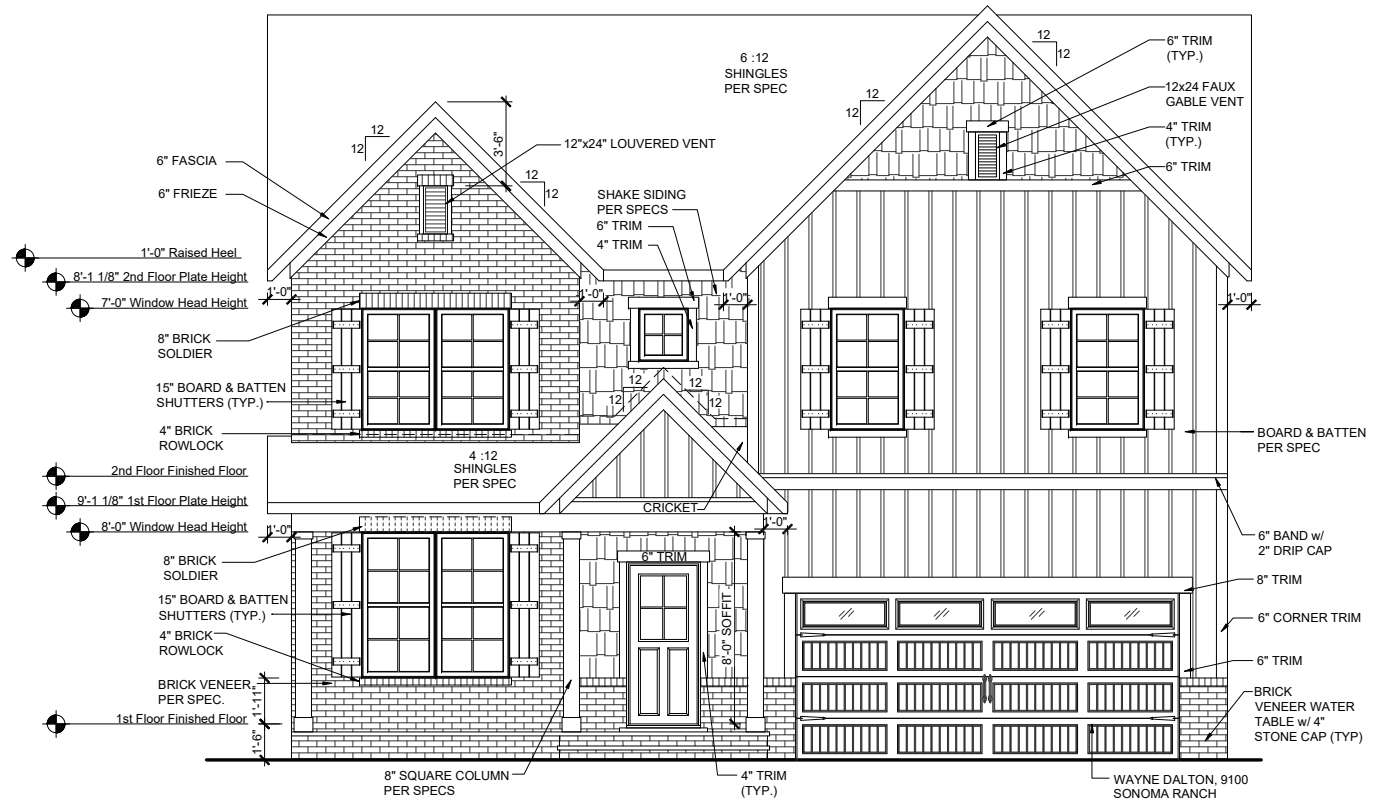 6 :12
SHINGLES
PER SPEC
12
12
6" TRIM
(TYP.)
12x24 FAUX
GABLE VENT
4" TRIM
(TYP.)
6" TRIM
12
12
12
12
3'-6"
12"x24" LOUVERED VENT
12
12
6" FASCIA
6" FRIEZE
SHAKE SIDING
PER SPECS
6" TRIM
4" TRIM
1'-0" Raised Heel
8'-1 1/8" 2nd Floor Plate Height
7'-0" Window Head Height
1'-0"
1'-0"
1'-0"
1'-0"
8" BRICK
SOLDIER
15" BOARD & BATTEN
SHUTTERS (TYP.)
4" BRICK
ROWLOCK
12
12
12
12
BOARD & BATTEN
PER SPEC
4 :12
SHINGLES
PER SPEC
2nd Floor Finished Floor
9'-1 1/8" 1st Floor Plate Height
8'-0" Window Head Height
CRICKET
1'-0"
1'-0"
6" BAND w/
2" DRIP CAP
8" BRICK
SOLDIER
6" TRIM
8" TRIM
15" BOARD & BATTEN
SHUTTERS (TYP.)
8'-0" SOFFIT
6" CORNER TRIM
4" BRICK
ROWLOCK
6" TRIM
BRICK VENEER
PER SPEC.
1'-11"
BRICK
VENEER WATER
TABLE w/ 4"
STONE CAP (TYP)
1st Floor Finished Floor
1'-6"
8" SQUARE COLUMN
PER SPECS
4" TRIM
(TYP.)
WAYNE DALTON, 9100
SONOMA RANCH